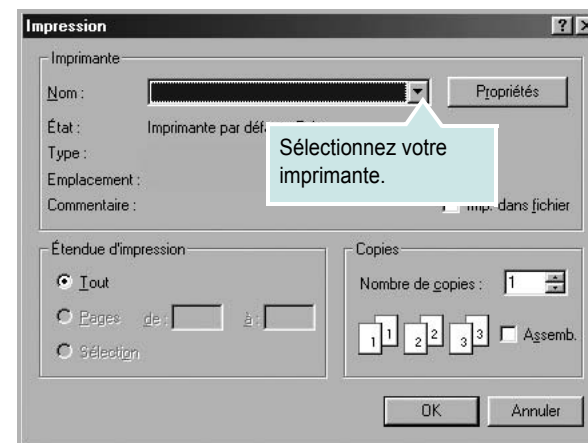 Impression
Imprimante
Nom :
Propriétés
État :
Imprimante par
Type :
Emplacement :
Commentaire :
Sélectionnez votre
imprimante.
Imp. dans fichier
Étendue d'impression
Tout
Pages de : à :
Sélection
Copies
Nombre de copies : 1
1 1 2 2 3 3
Assemb.
OK
Annuler